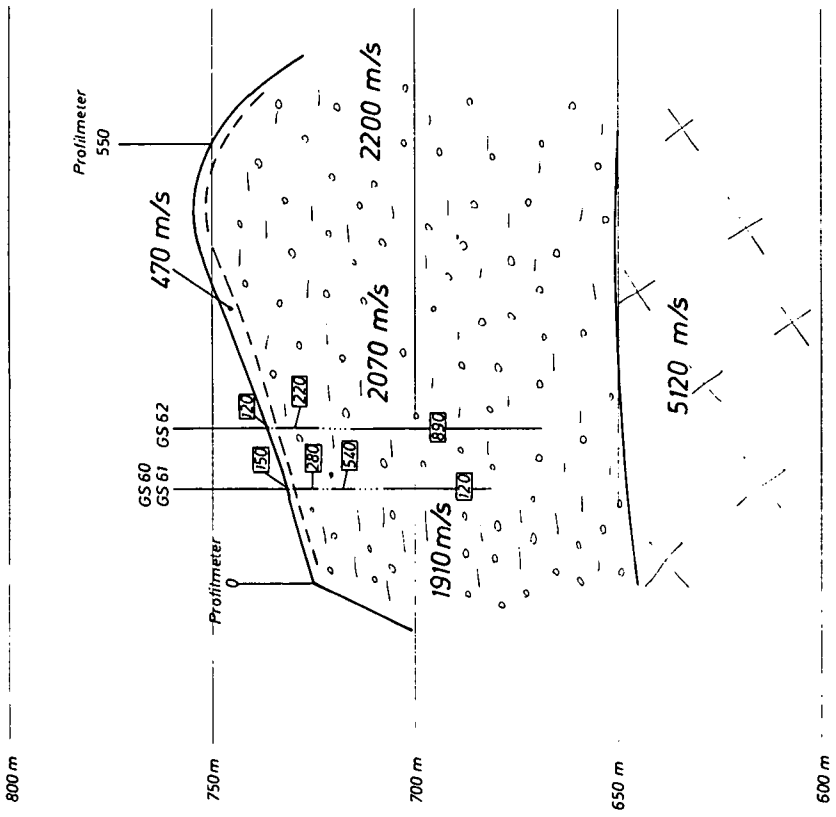 800 m
750 m
700 m
650 m
600 m
Profilmeter
0
Profilmeter
550
GS 60
GS 61
GS 62
150
280
540
120
120
220
890
470 m/s
1910 m/s
2070 m/s
2200 m/s
5120 m/s